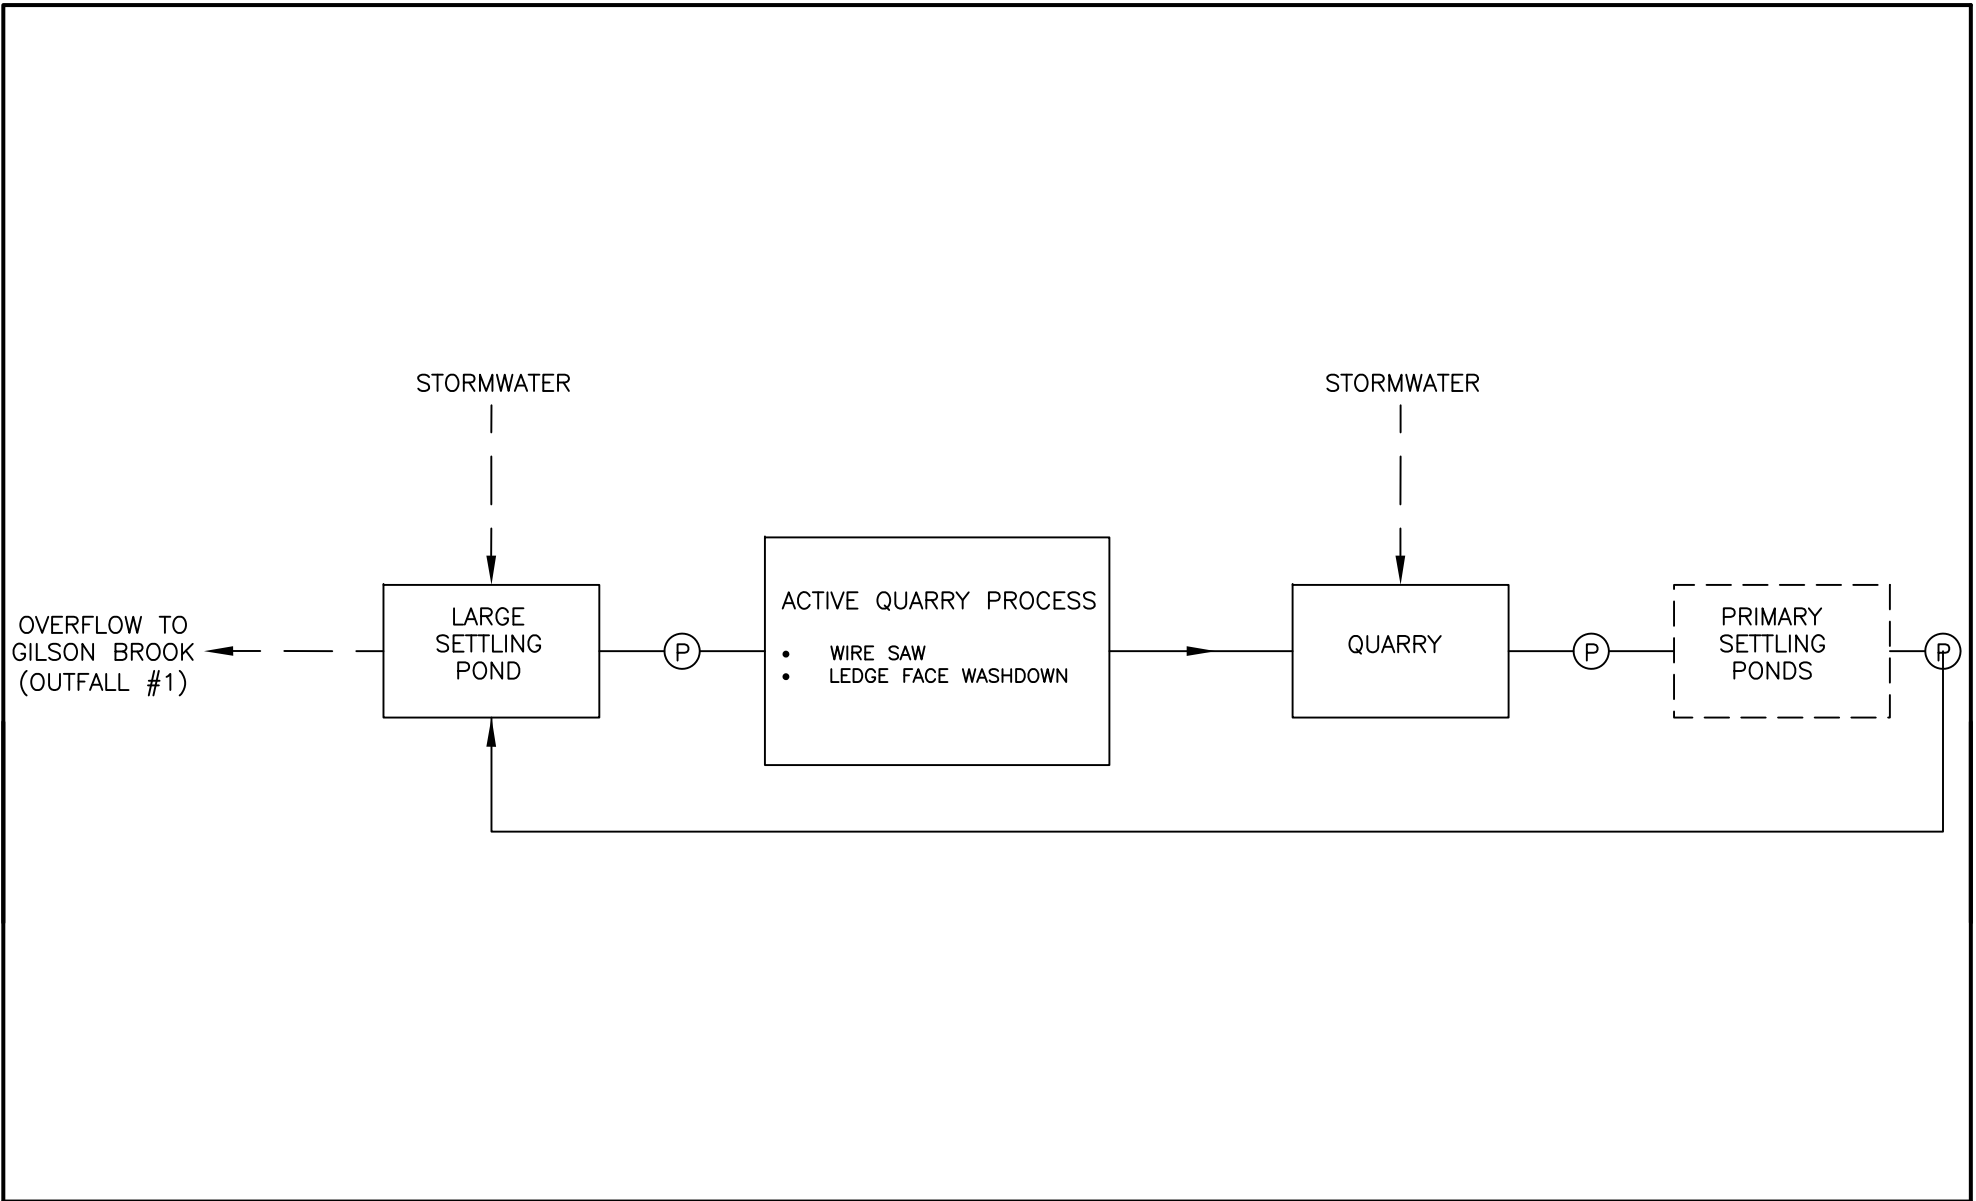 STORMWATER
STORMWATER
OVERFLOW TO
GILSON BROOK
(OUTFALL #1)
LARGE
SETTLING
POND
P
ACTIVE QUARRY PROCESS
• WIRE SAW
• LEDGE FACE WASHDOWN
QUARRY
P
PRIMARY
SETTLING
PONDS
P